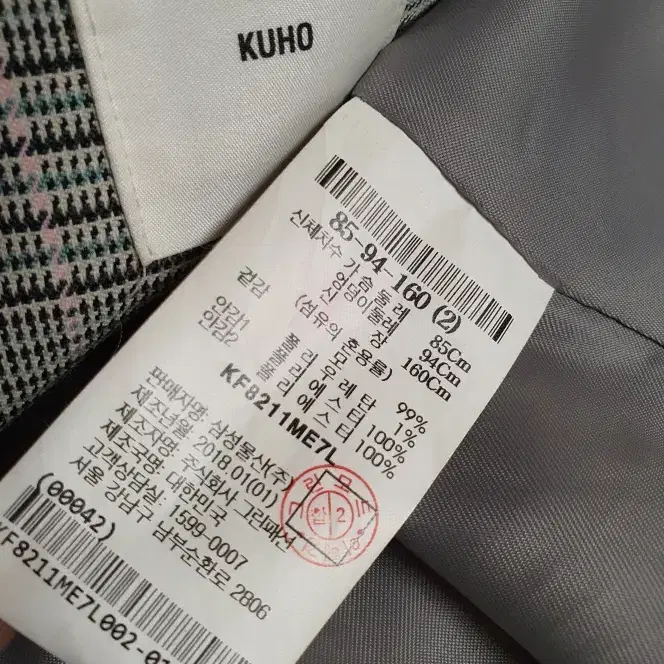 KUHO
85-94-160 (2)
신체치수 가슴둘레 85Cm
엉덩이둘레 94Cm
신 장 160Cm
(섬유의 혼용률)
겉감 모 99%
폴리우레탄 1%
안감1 폴리에스터 100%
안감2 폴리에스터 100%
KF8211ME7L
판매자명 삼성물산(주)
제조년월 2018 01(01)
제조자명 주식회사 그린패션
제조국명 대한민국
고객상담실 1599-0007
서울 강남구 남부순환로 2806
(00042)
KF8211ME7L002-0